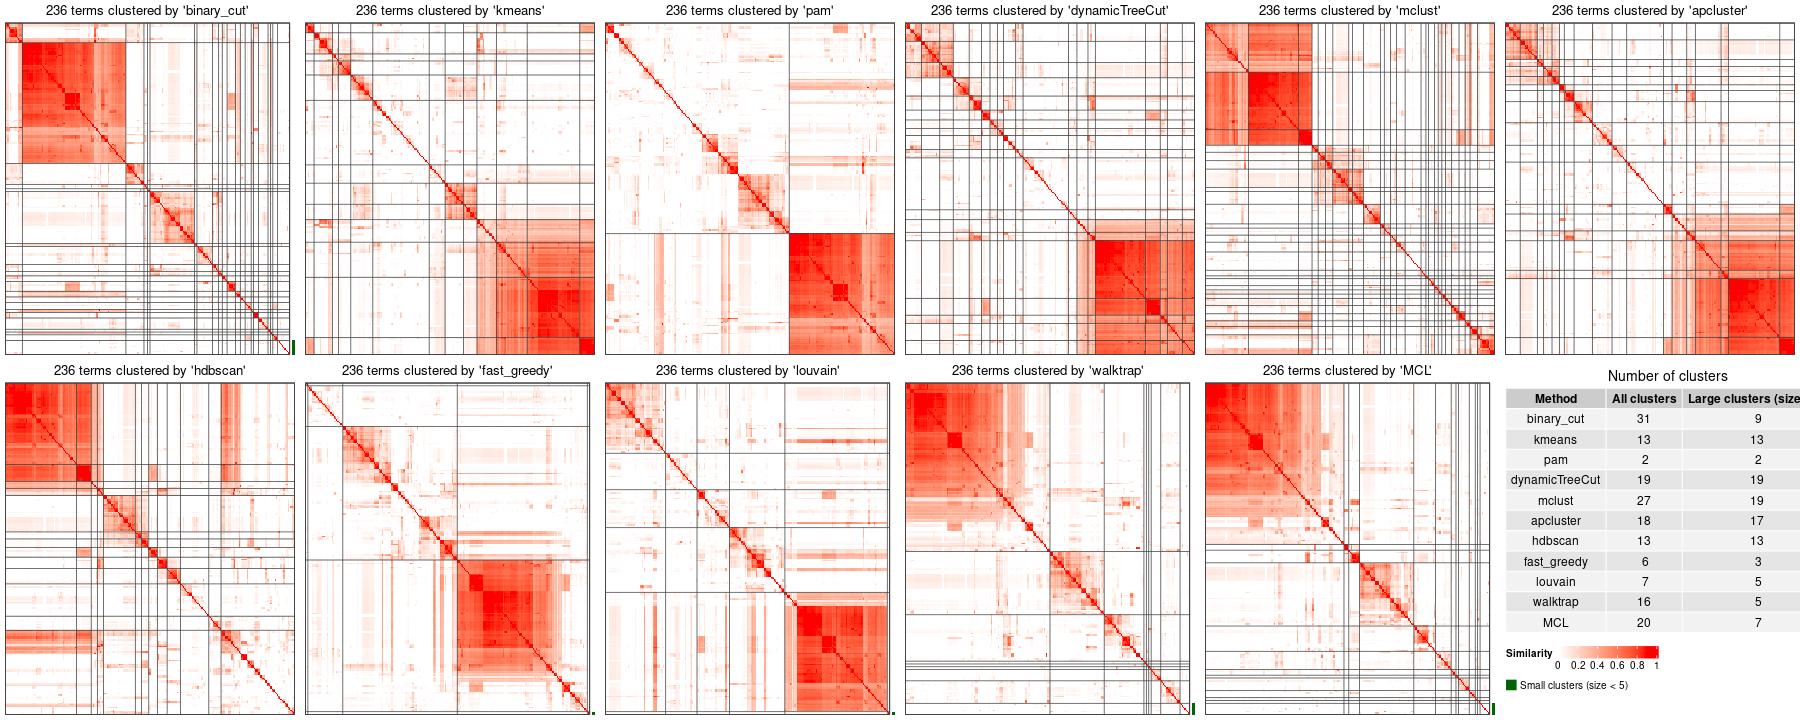 236 terms clustered by 'binary_cut'
236 terms clustered by 'kmeans'
236 terms clustered by 'pam'
236 terms clustered by 'dynamicTreeCut'
236 terms clustered by 'mclust'
236 terms clustered by 'apcluster'
236 terms clustered by 'hdbscan'
236 terms clustered by 'fast_greedy'
236 terms clustered by 'louvain'
236 terms clustered by 'walktrap'
236 terms clustered by 'MCL'
Number of clusters
Method All clusters Large clusters (size
binary_cut 31 9
kmeans 13 13
pam 2 2
dynamicTreeCut 19 19
mclust 27 19
apcluster 18 17
hdbscan 13 13
fast_greedy 6 3
louvain 7 5
walktrap 16 5
MCL 20 7
Similarity
0 0.2 0.4 0.6 0.8 1
Small clusters (size < 5)